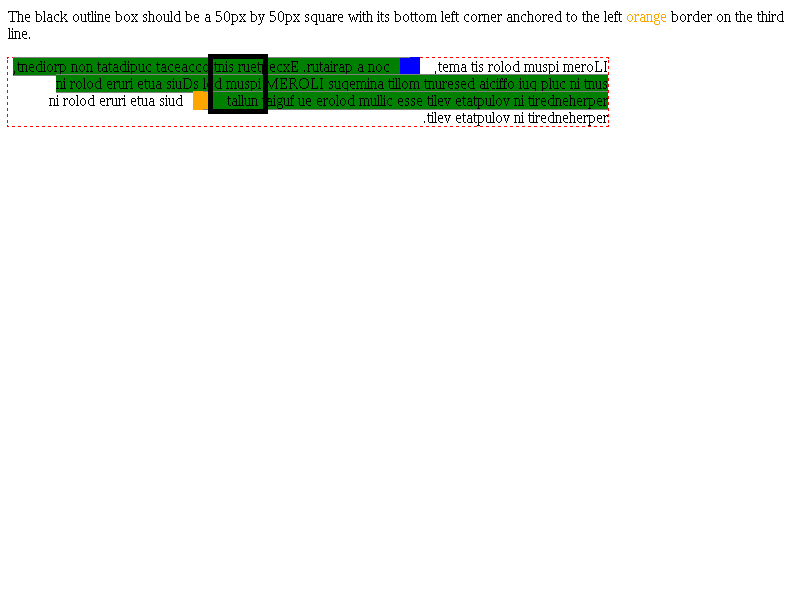 The black outline box should be a 50px by 50px square with its bottom left corner anchored to the left orange border on the third
line.
,tnediorp non tatadipuc taceacco tnis ruetpecxE .rutairap a noc ,tema tis rolod muspi meroLI
ni rolod eruri etua siuDs muspi MEROLI suqemina tillom tnuresed aiciffo iuq pluc ni tnus
ni rolod eruri etua siud tallun taiguf ue erolod mullic esse tilev etatpulov ni tiredneherper
.tilev etatpulov ni tiredneherper